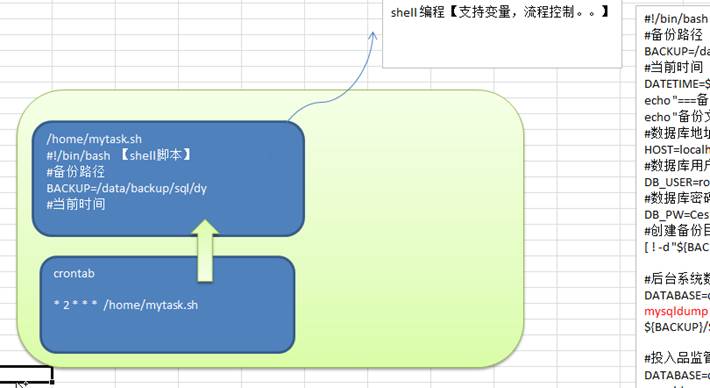 shell 编程【支持变量，流程控制。。】
/home/mytask.sh
#!/bin/bash 【shell脚本】
#备份路径
BACKUP=/data/backup/sql/dy
#当前时间
crontab
* 2 * * * /home/mytask.sh
#!/bin/bash
#备份路径
BACKUP=/da
#当前时间
DATETIME=$
echo "===备
echo "备份文
#数据库地址
HOST=localh
#数据库用户
DB_USER=ro
#数据库密码
DB_PW=Ces
#创建备份目
[ ! -d "${BAC
#后台系统数
DATABASE=
mysqldump
${BACKUP}/
#投入品监管
DATABASE=